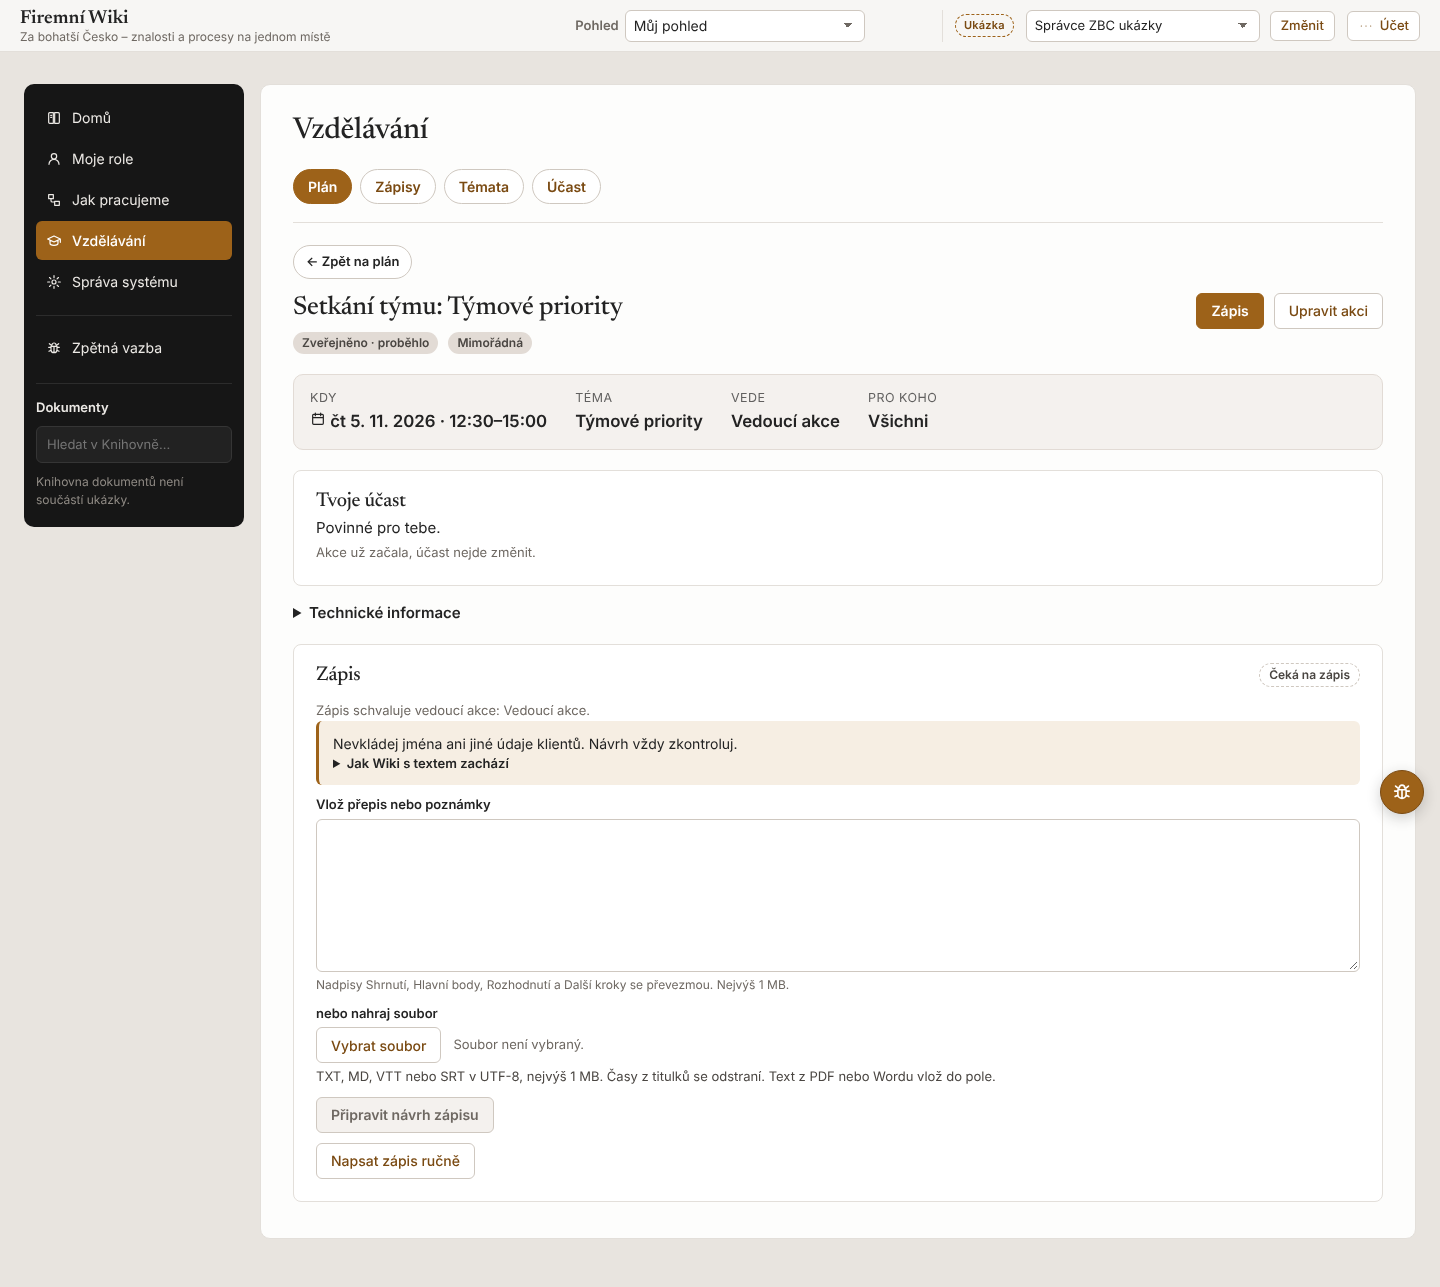 Firemní Wiki
Za bohatší Česko – znalosti a procesy na jednom místě
Pohled
Můj pohled
Ukázka
Správce ZBC ukázky
Změnit
··· Účet
Domů
Moje role
Jak pracujeme
Vzdělávání
Správa systému
Zpětná vazba
Dokumenty
Hledat v Knihovně...
Knihovna dokumentů není
součástí ukázky.
Vzdělávání
Plán
Zápisy
Témata
Účast
← Zpět na plán
Setkání týmu: Týmové priority
Zápis
Upravit akci
Zveřejněno · proběhlo
Mimořádná
KDY
čt 5. 11. 2026 · 12:30–15:00
TÉMA
Týmové priority
VEDE
Vedoucí akce
PRO KOHO
Všichni
Tvoje účast
Povinné pro tebe.
Akce už začala, účast nejde změnit.
Technické informace
Zápis
Čeká na zápis
Zápis schvaluje vedoucí akce: Vedoucí akce.
Nevkládej jména ani jiné údaje klientů. Návrh vždy zkontroluj.
Jak Wiki s textem zachází
Vlož přepis nebo poznámky
Nadpisy Shrnutí, Hlavní body, Rozhodnutí a Další kroky se převezmou. Nejvýš 1 MB.
nebo nahraj soubor
Vybrat soubor
Soubor není vybraný.
TXT, MD, VTT nebo SRT v UTF-8, nejvýš 1 MB. Časy z titulků se odstraní. Text z PDF nebo Wordu vlož do pole.
Připravit návrh zápisu
Napsat zápis ručně